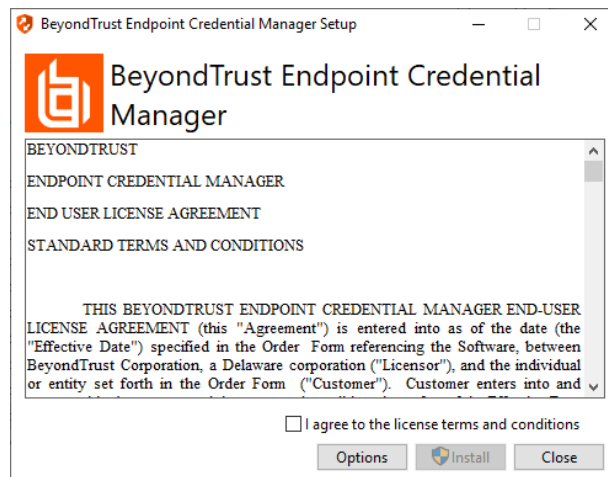 BeyondTrust Endpoint Credential Manager Setup
BeyondTrust Endpoint Credential
Manager
BEYONDTRUST
ENDPOINT CREDENTIAL MANAGER
END USER LICENSE AGREEMENT
STANDARD TERMS AND CONDITIONS
THIS BEYONDTRUST ENDPOINT CREDENTIAL MANAGER END-USER
LICENSE AGREEMENT (this "Agreement") is entered into as of the date (the
"Effective Date") specified in the Order Form referencing the Software, between
BeyondTrust Corporation, a Delaware corporation ("Licensor"), and the individual
or entity set forth in the Order Form ("Customer"). Customer enters into and
I agree to the license terms and conditions
Options
Install
Close